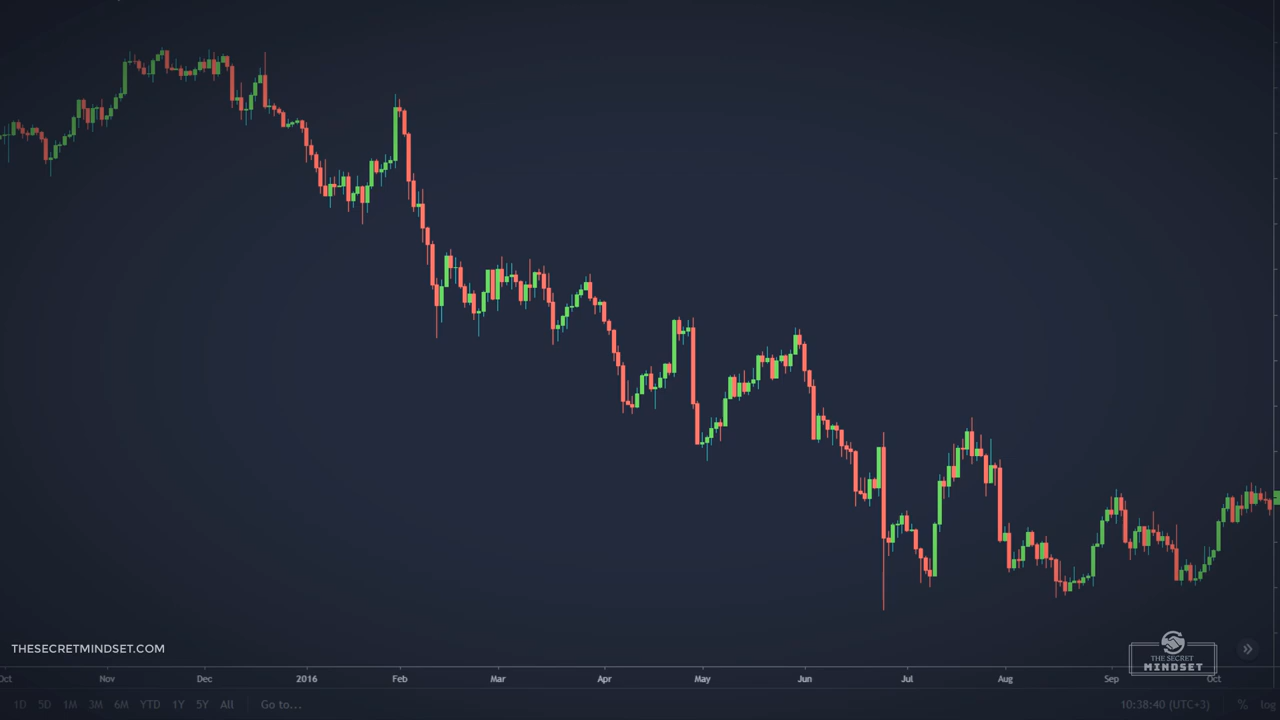 THESECRETMINDSET.COM
THE SECRET
MINDSET
Oct Nov Dec 2016 Feb Mar Apr May Jun Jul Aug Sep Oct
1D 5D 1M 3M 6M YTD 1Y 5Y All Go to... 10:38:40 (UTC+3) % log